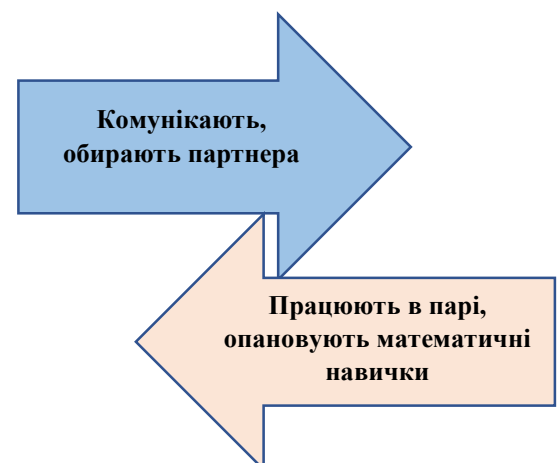 Комунікають,
обирають партнера
Працюють в парі,
опановують математичні
навички